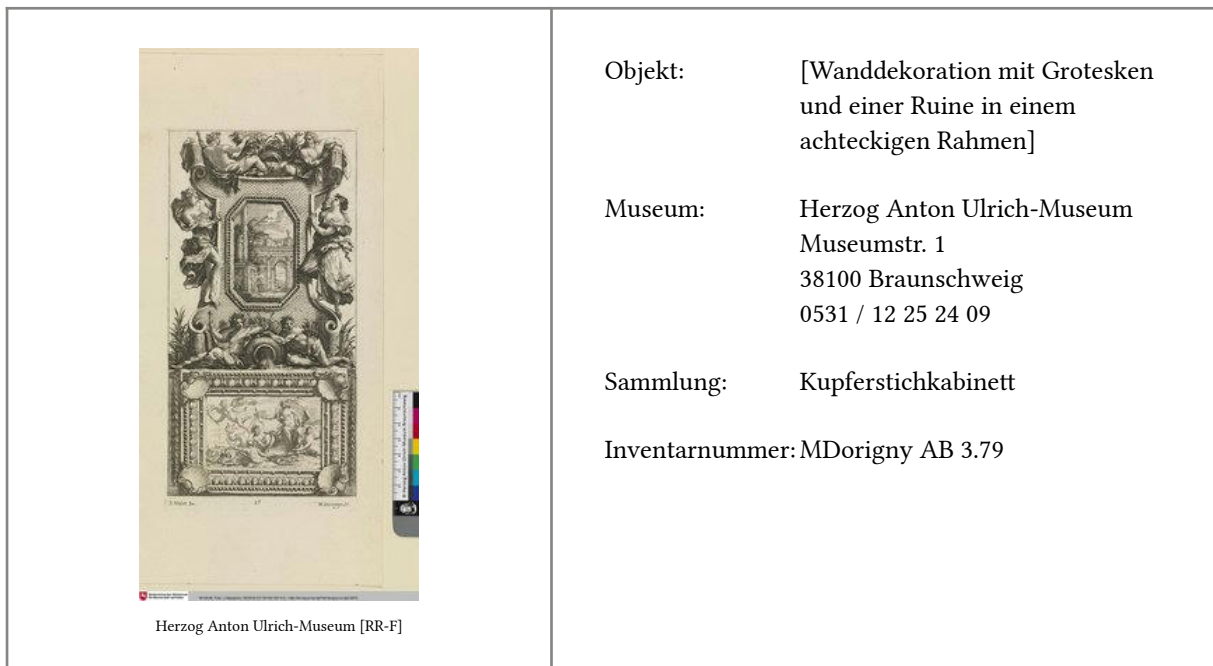 Objekt: [Wanddekoration mit Grotesken
und einer Ruine in einem
achteckigen Rahmen]
Museum: Herzog Anton Ulrich-Museum
Museumstr. 1
38100 Braunschweig
0531 / 12 25 24 09
Sammlung: Kupferstichkabinett
Inventarnummer: MDorigny AB 3.79
Herzog Anton Ulrich-Museum [RR-F]